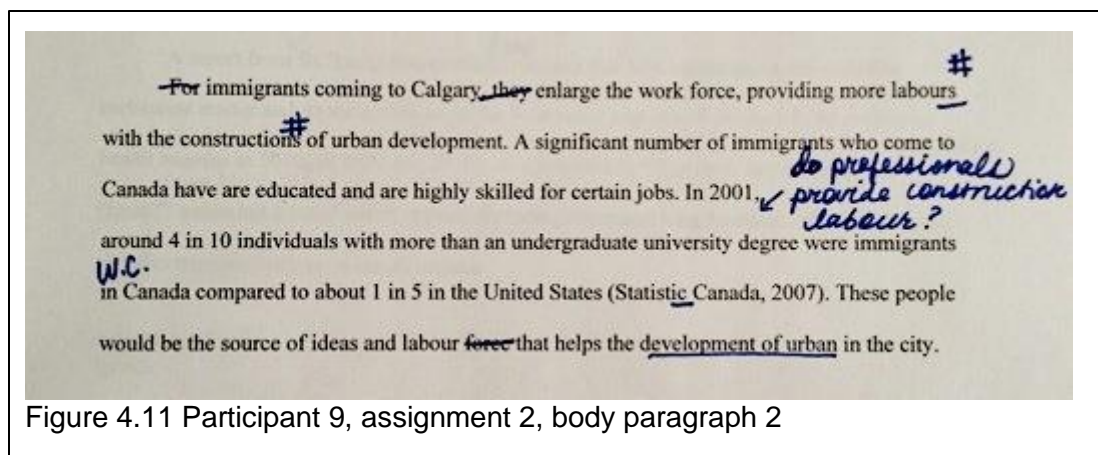 #
For immigrants coming to Calgary, they enlarge the work force, providing more labours
with the constructions # of urban development. A significant number of immigrants who come to
do prefessionals
Canada have are educated and are highly skilled for certain jobs. In 2001, provide construction
labour?
around 4 in 10 individuals with more than an undergraduate university degree were immigrants
W.C.
in Canada compared to about 1 in 5 in the United States (Statistic Canada, 2007). These people
would be the source of ideas and labour force that helps the development of urban in the city.
Figure 4.11 Participant 9, assignment 2, body paragraph 2